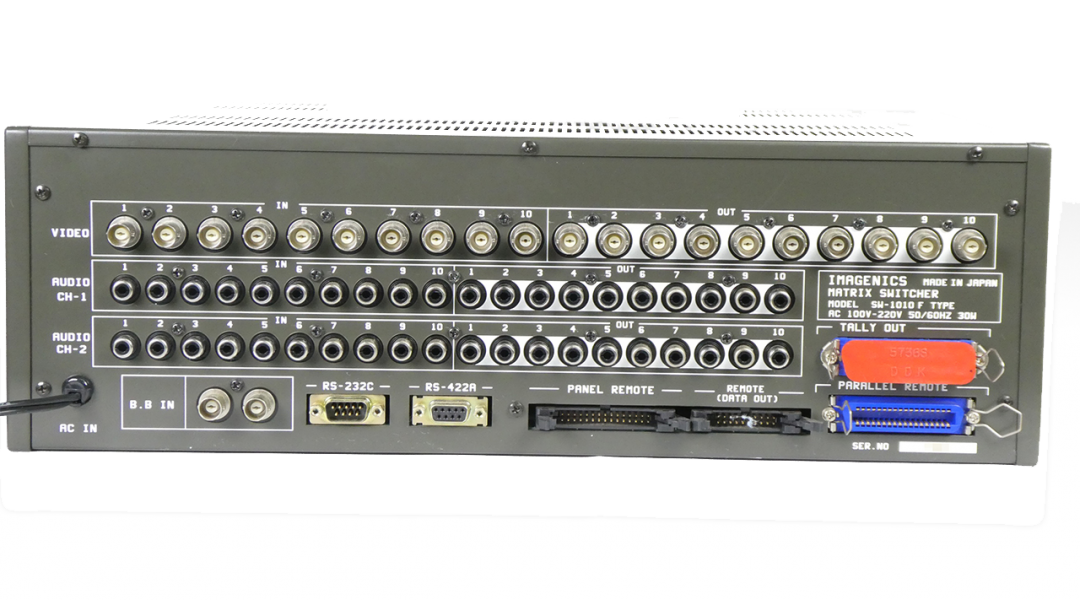 IN
OUT
VIDEO 1 2 3 4 5 6 7 8 9 10 1 2 3 4 5 6 7 8 9 10
IN
OUT
AUDIO
CH-1
1 2 3 4 5 6 7 8 9 10 1 2 3 4 5 6 7 8 9 10
IN
OUT
AUDIO
CH-2
1 2 3 4 5 6 7 8 9 10 1 2 3 4 5 6 7 8 9 10
IMAGENICS MADE IN JAPAN
MATRIX SWITCHER
MODEL SW-1010 F TYPE
AC 100V-220V 50/60HZ 30W
TALLY OUT
DDK
PARALLEL REMOTE
AC IN
B.B IN
RS-232C
RS-422A
PANEL REMOTE
REMOTE
(DATA OUT)
SER.NO